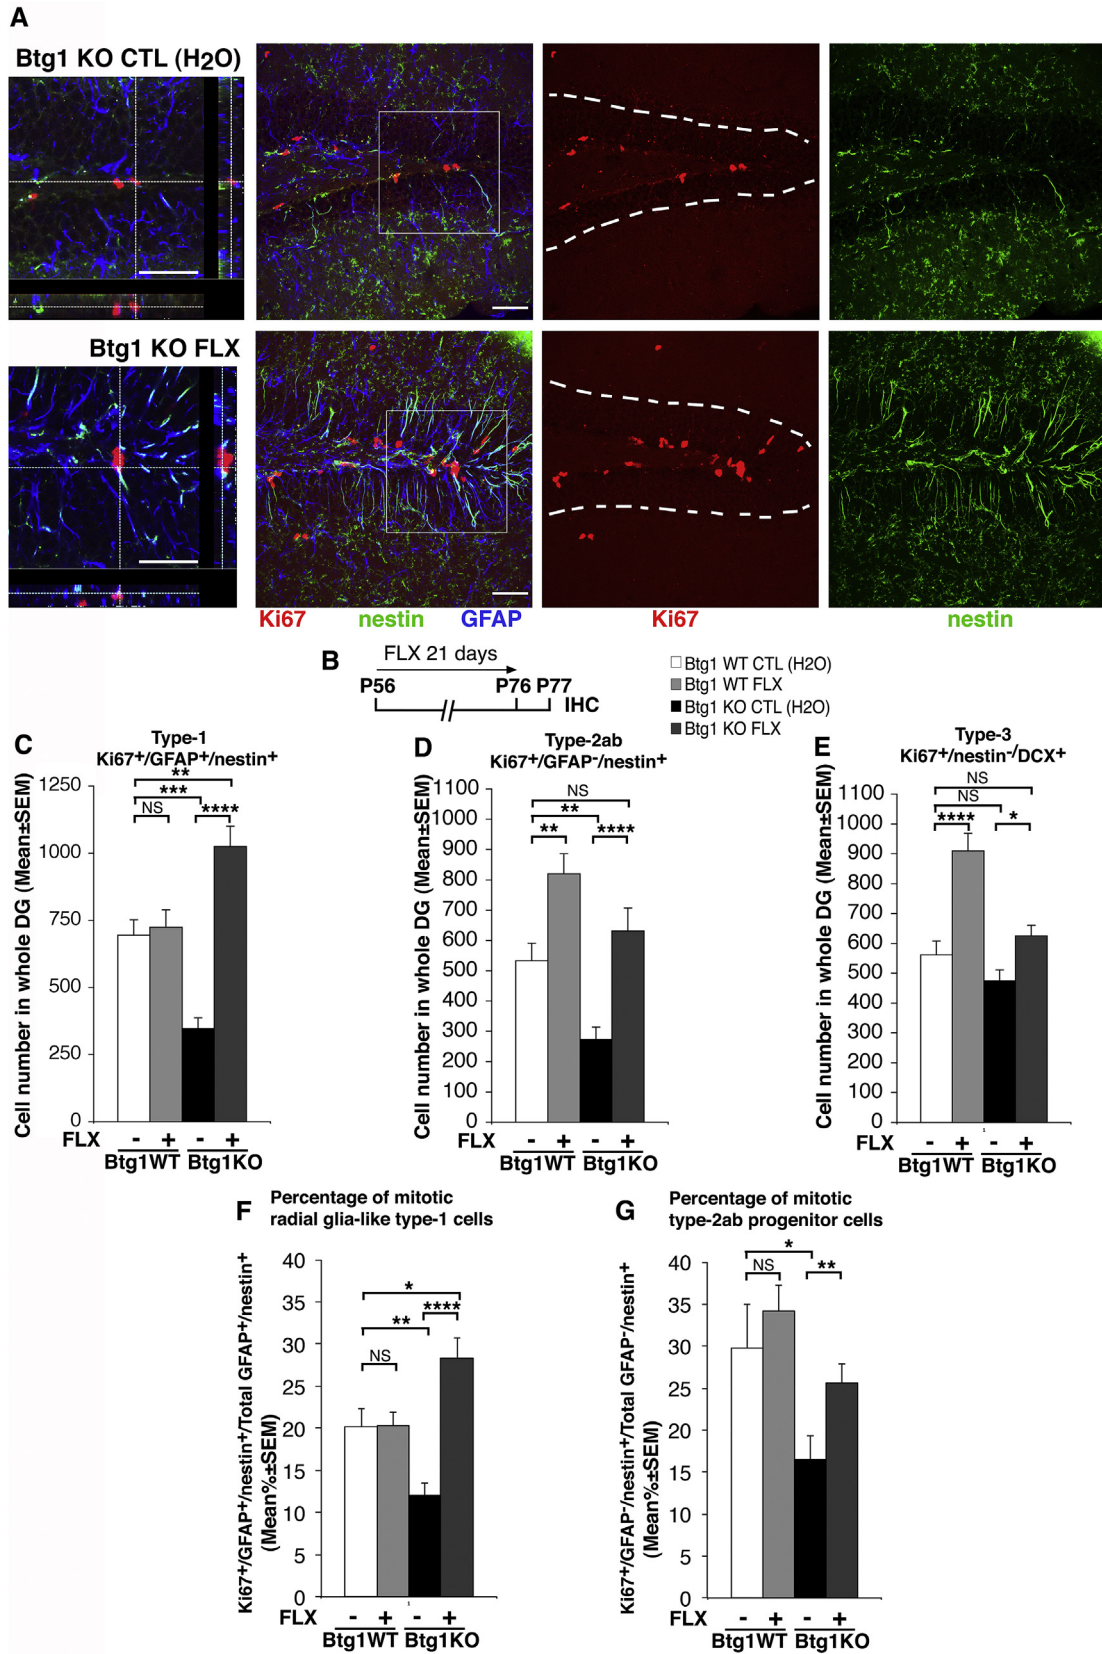 A
Btg1 KO CTL (H2O)
Btg1 KO FLX
Ki67 nestin GFAP Ki67 nestin
B
FLX 21 days
P56 P76 P77
IHC
Btg1 WT CTL (H2O)
Btg1 WT FLX
Btg1 KO CTL (H2O)
Btg1 KO FLX
C
Type-1
Ki67+/GFAP+/nestin+
Cell number in whole DG (Mean±SEM)
1250
1000
750
500
250
0
**
***
NS
****
FLX - + - +
Btg1WT Btg1KO
D
Type-2ab
Ki67+/GFAP-/nestin+
Cell number in whole DG (Mean±SEM)
1100
1000
900
800
700
600
500
400
300
200
100
0
NS
**
**
****
FLX - + - +
Btg1WT Btg1KO
E
Type-3
Ki67+/nestin-/DCX+
Cell number in whole DG (Mean±SEM)
1100
1000
900
800
700
600
500
400
300
200
100
0
NS
NS
****
*
1
FLX - + - +
Btg1WT Btg1KO
F
Percentage of mitotic
radial glia-like type-1 cells
Ki67+/GFAP+/nestin+/Total GFAP+/nestin+
(Mean%±SEM)
40
35
30
25
20
15
10
5
0
*
****
**
NS
1
FLX - + - +
Btg1WT Btg1KO
G
Percentage of mitotic
type-2ab progenitor cells
Ki67+/GFAP-/nestin+/Total GFAP-/nestin+
(Mean%±SEM)
40
35
30
25
20
15
10
5
0
*
NS
**
FLX - + - +
Btg1WT Btg1KO